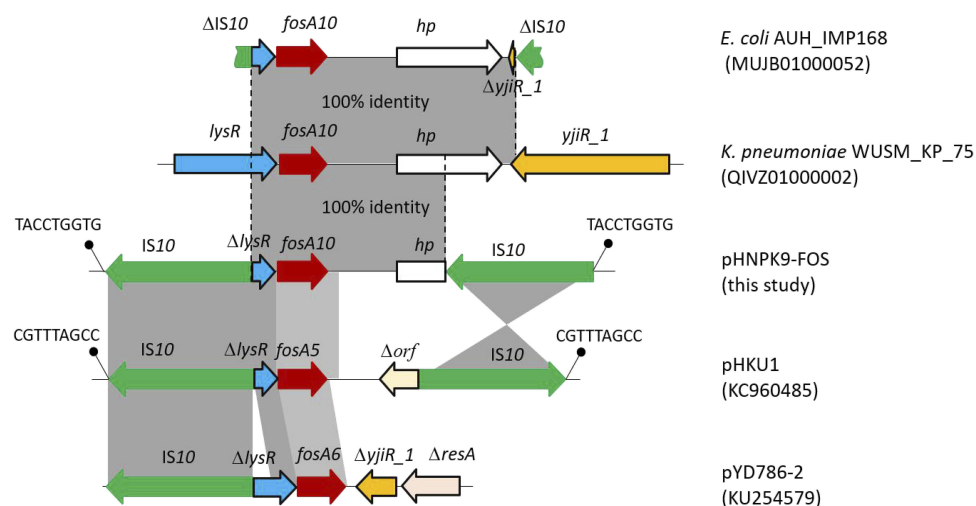 ΔIS10 fosA10 hp ΔIS10
E. coli AUH_IMP168
(MUJB01000052)
ΔyjiR_1
100% identity
lysR fosA10 hp yjiR_1
K. pneumoniae WUSM_KP_75
(QIVZ01000002)
100% identity
TACCTGGTG TACCTGGTG
IS10 ΔlysR fosA10 hp IS10
pHNPK9-FOS
(this study)
CGTTTAGCC CGTTTAGCC
IS10 ΔlysR fosA5 Δorf IS10
pHKU1
(KC960485)
IS10 ΔlysR fosA6 ΔyjiR_1 ΔresA
pYD786-2
(KU254579)